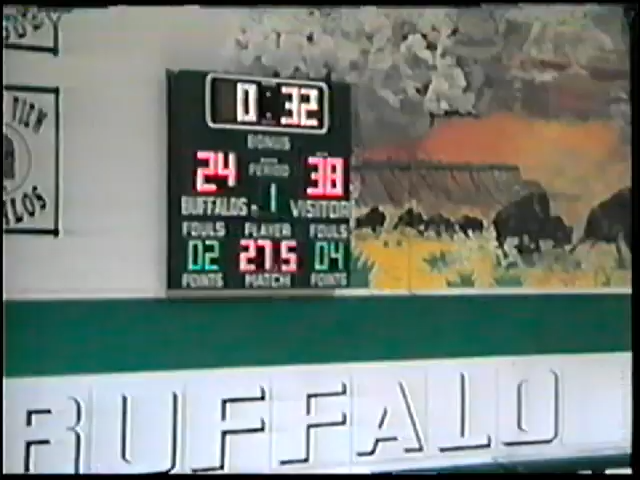 0:32
BONUS
24 PERIOD 38
BUFFALOS 1 VISITOR
FOULS PLAYER FOULS
02 27.5 04
POINTS MATCH POINTS
BUFFALO